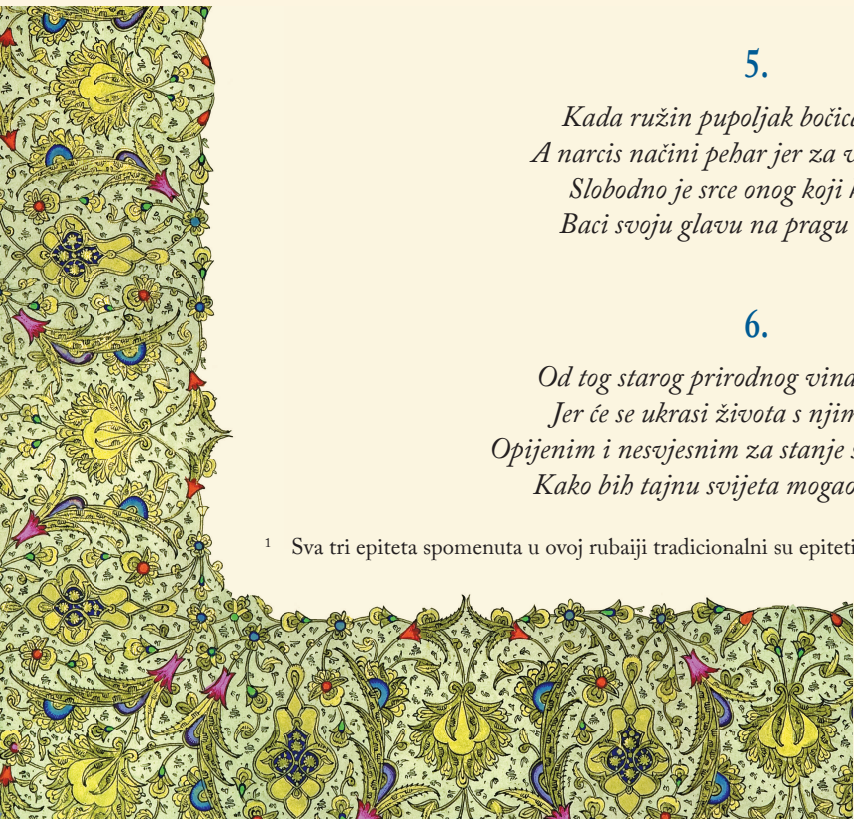 5.
Kada ružin pupoljak bočica
A narcis načini pehar jer za v
Slobodno je srce onog koji
Baci svoju glavu na pragu
6.
Od tog starog prirodnog vina
Jer će se ukrasi života s njim
Opijenim i nesvjesnim za stanje s
Kako bih tajnu svijeta mogao
1 Sva tri epiteta spomenuta u ovoj rubaiji tradicionalni su epiteti